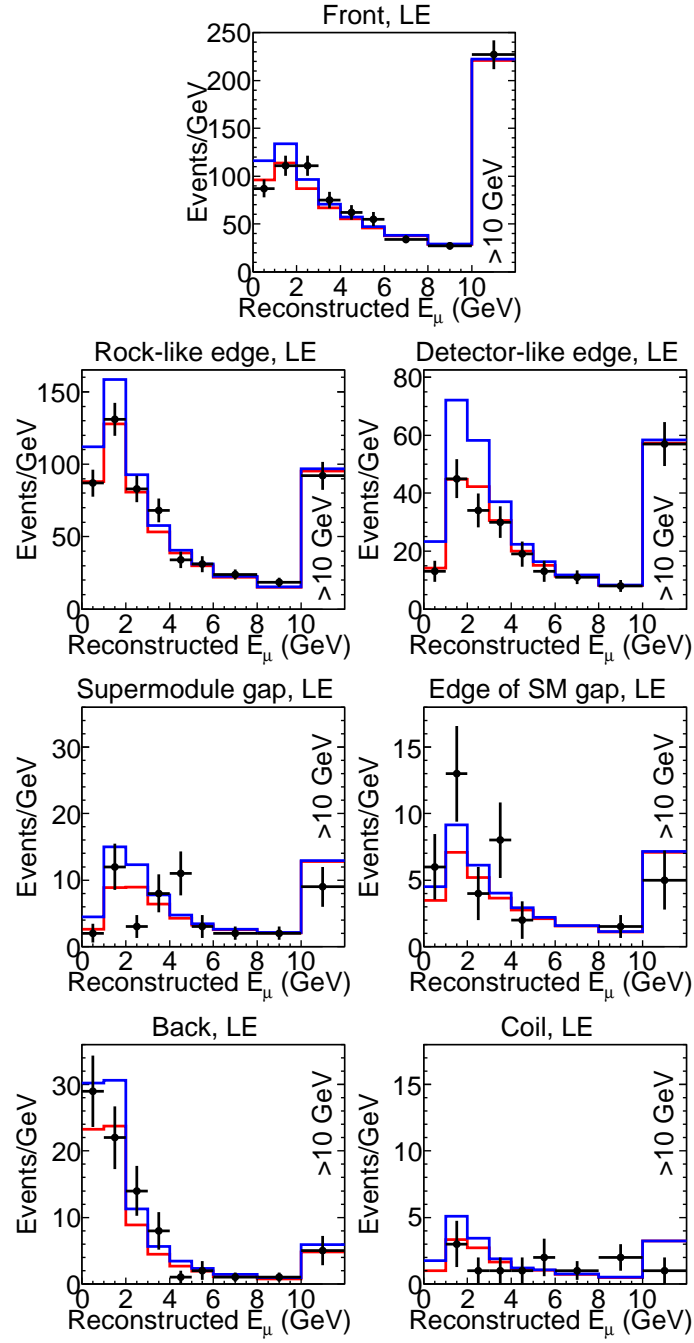 Front, LE
Events/GeV
250
200
150
100
50
0
>10 GeV
0 2 4 6 8 10
Reconstructed E_μ (GeV)
Rock-like edge, LE
Events/GeV
150
100
50
0
>10 GeV
0 2 4 6 8 10
Reconstructed E_μ (GeV)
Detector-like edge, LE
Events/GeV
80
60
40
20
0
>10 GeV
0 2 4 6 8 10
Reconstructed E_μ (GeV)
Supermodule gap, LE
Events/GeV
30
20
10
0
>10 GeV
0 2 4 6 8 10
Reconstructed E_μ (GeV)
Edge of SM gap, LE
Events/GeV
15
10
5
0
>10 GeV
0 2 4 6 8 10
Reconstructed E_μ (GeV)
Back, LE
Events/GeV
30
20
10
0
>10 GeV
0 2 4 6 8 10
Reconstructed E_μ (GeV)
Coil, LE
Events/GeV
15
10
5
0
>10 GeV
0 2 4 6 8 10
Reconstructed E_μ (GeV)